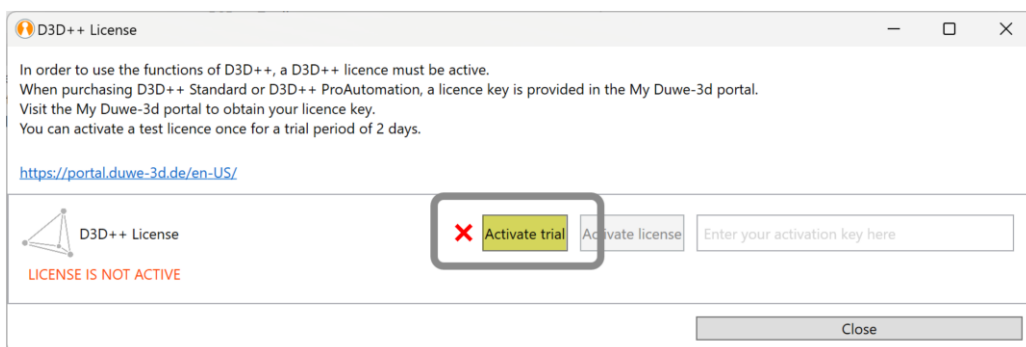 D3D++ License
In order to use the functions of D3D++, a D3D++ licence must be active.
When purchasing D3D++ Standard or D3D++ ProAutomation, a licence key is provided in the My Duwe-3d portal.
Visit the My Duwe-3d portal to obtain your licence key.
You can activate a test licence once for a trial period of 2 days.
https://portal.duwe-3d.de/en-US/
D3D++ License Activate trial Activate license Enter your activation key here
LICENSE IS NOT ACTIVE
Close